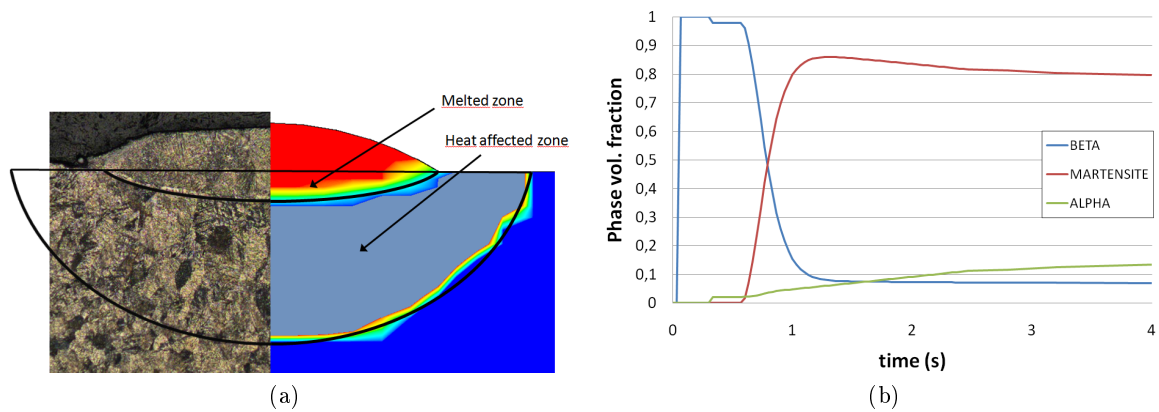 Melted zone
Heat affected zone
(a)
1
0,9
0,8
0,7
0,6
0,5
0,4
0,3
0,2
0,1
0
Phase vol. fraction
0 1 2 3 4
time (s)
BETA
MARTENSITE
ALPHA
(b)